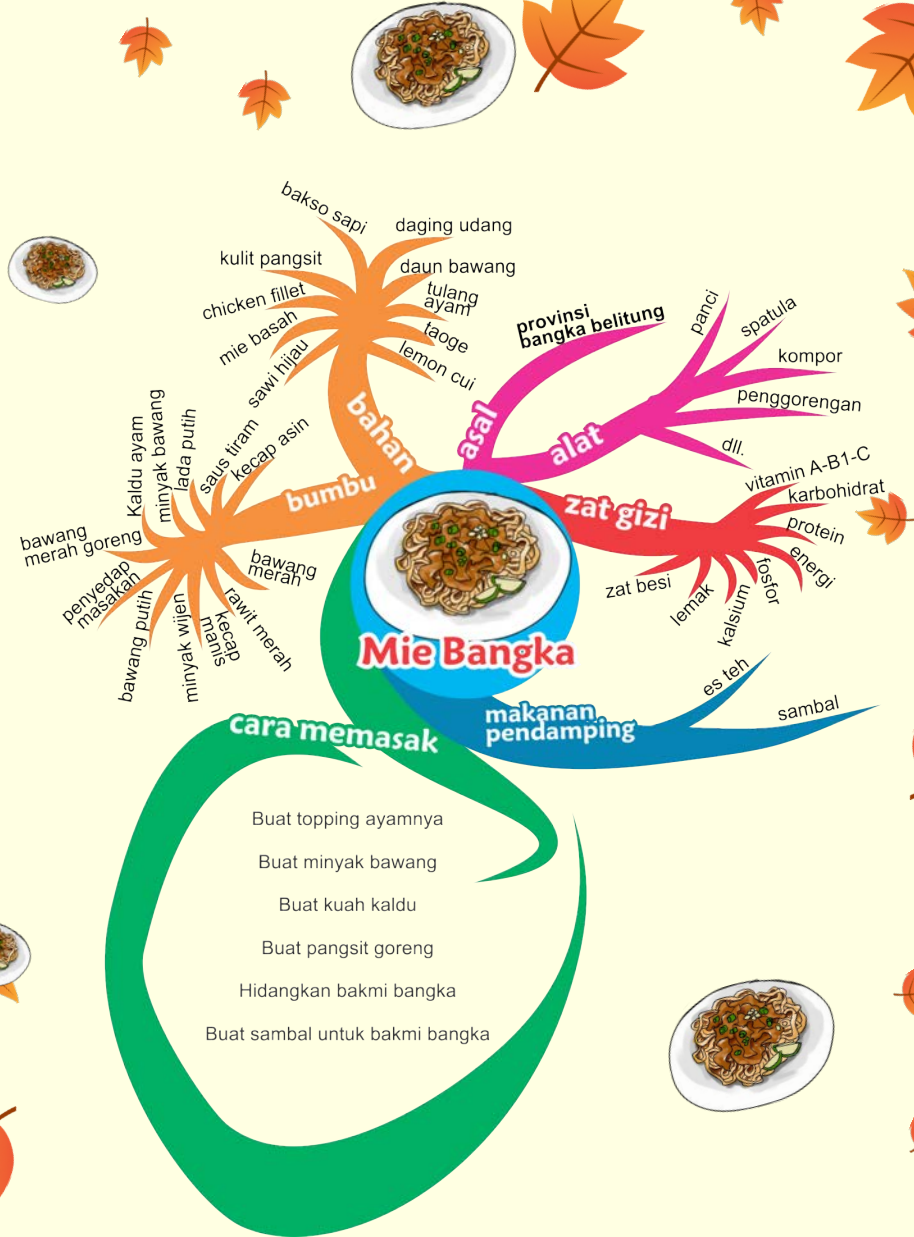 bakso sapi
daging udang
kulit pangsit
daun bawang
chicken fillet
tulang
ayam
mie basah
taoge
sawi hijau
lemon cui
bahan
provinsi
bangka belitung
asal
panci
spatula
kompor
penggorengan
dll.
alat
vitamin A-B1-C
karbohidrat
protein
energi
fosfor
kalsium
lemak
zat besi
zat gizi
kecap asin
saus tiram
lada putih
minyak bawang
Kaldu ayam
bawang
merah goreng
penyedap
masakan
bawang putih
minyak wijen
kecap
manis
rawit merah
bawang
merah
bumbu
Mie Bangka
es teh
sambal
makanan
pendamping
cara memasak
Buat topping ayamnya
Buat minyak bawang
Buat kuah kaldu
Buat pangsit goreng
Hidangkan bakmi bangka
Buat sambal untuk bakmi bangka